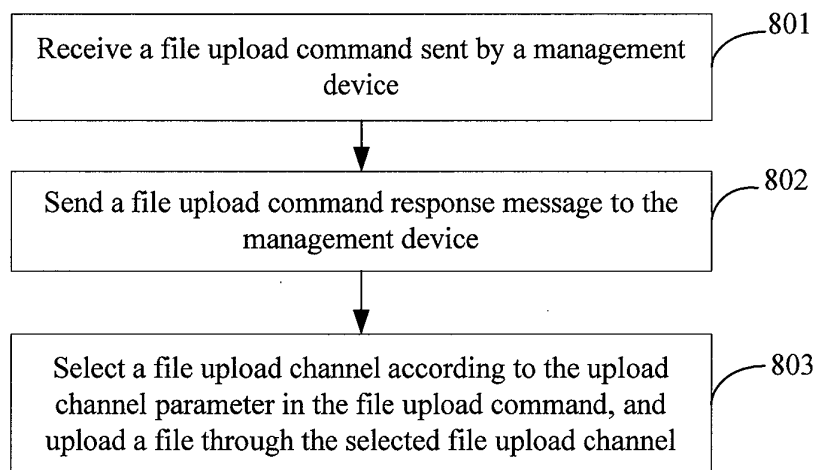 Receive a file upload command sent by a management
device
801
Send a file upload command response message to the
management device
802
Select a file upload channel according to the upload
channel parameter in the file upload command, and
upload a file through the selected file upload channel
803